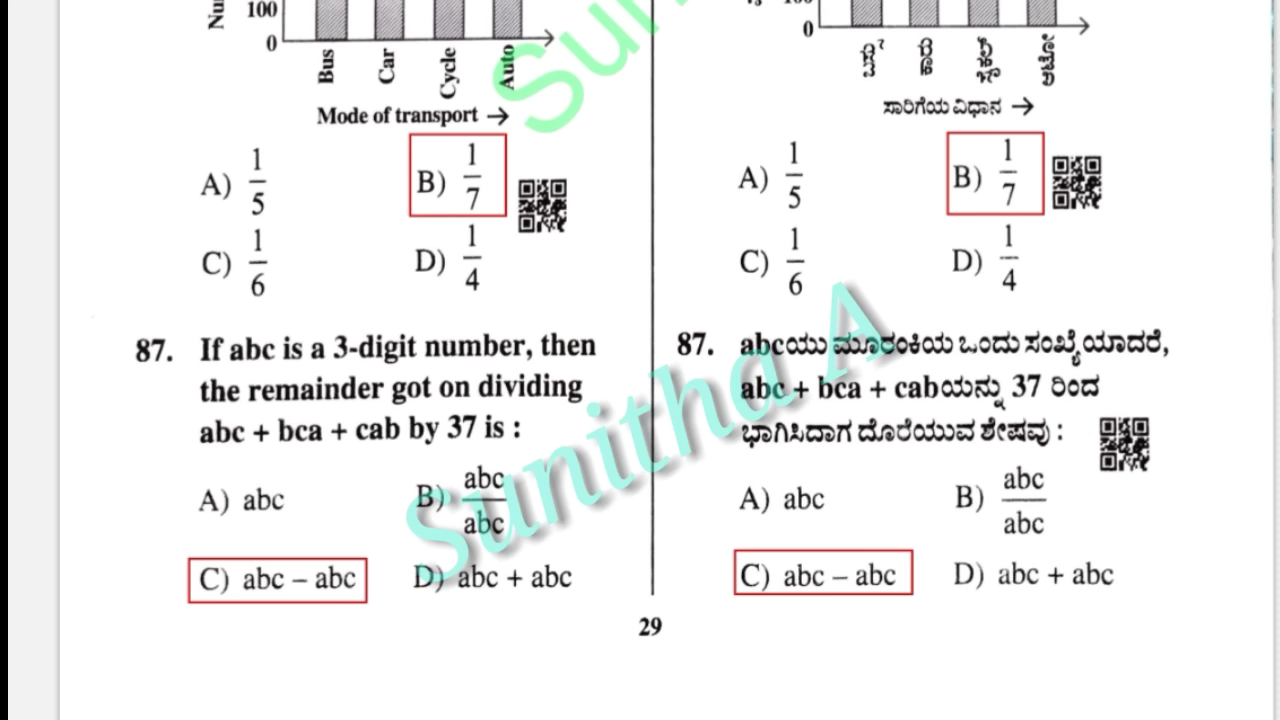 100
0
Bus
Car
Cycle
Auto
Mode of transport →
A) 1/5
B) 1/7
C) 1/6
D) 1/4
87. If abc is a 3-digit number, then
the remainder got on dividing
abc + bca + cab by 37 is :
A) abc
B) abc/abc
C) abc – abc
D) abc + abc
0
ಬಸ್ಸು
ಕಾರು
ಸೈಕಲ್
ಆಟೋ
ಸಾರಿಗೆಯ ವಿಧಾನ →
A) 1/5
B) 1/7
C) 1/6
D) 1/4
87. abcಯು ಮೂರಂಕಿಯ ಒಂದು ಸಂಖ್ಯೆಯಾದರೆ,
abc + bca + cabಯನ್ನು 37 ರಿಂದ
ಭಾಗಿಸಿದಾಗ ದೊರೆಯುವ ಶೇಷವು :
A) abc
B) abc/abc
C) abc – abc
D) abc + abc
29
Sunitha A